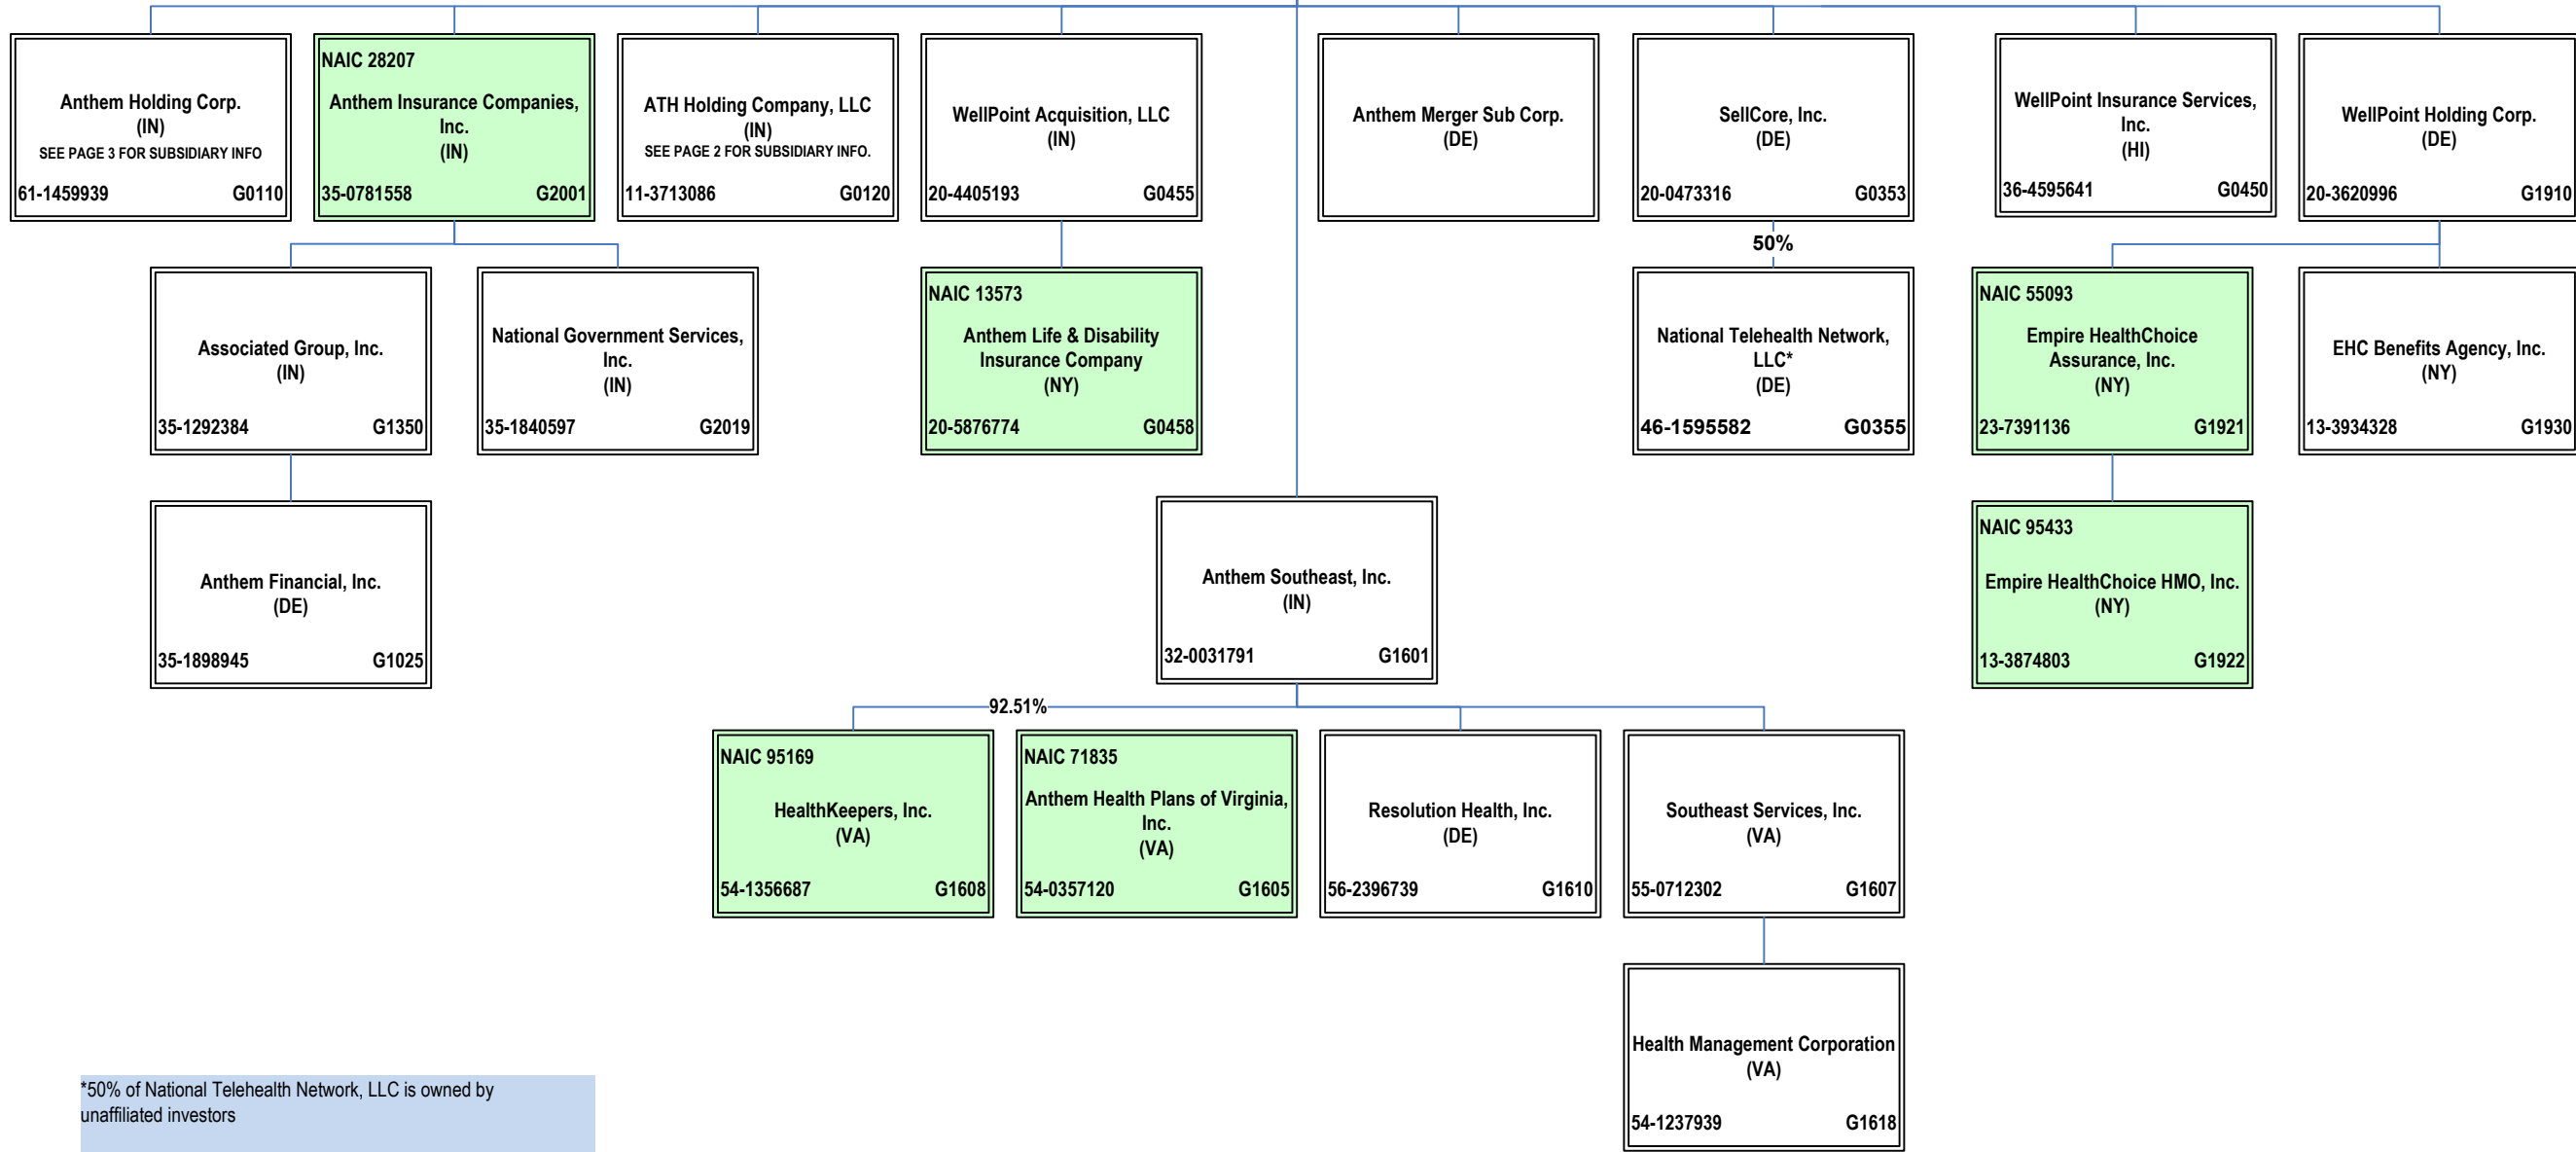 Anthem Holding Corp.
(IN)
SEE PAGE 3 FOR SUBSIDIARY INFO
61-1459939 G0110
NAIC 28207
Anthem Insurance Companies,
Inc.
(IN)
35-0781558 G2001
ATH Holding Company, LLC
(IN)
SEE PAGE 2 FOR SUBSIDIARY INFO.
11-3713086 G0120
WellPoint Acquisition, LLC
(IN)
20-4405193 G0455
Anthem Merger Sub Corp.
(DE)
SellCore, Inc.
(DE)
20-0473316 G0353
WellPoint Insurance Services,
Inc.
(HI)
36-4595641 G0450
WellPoint Holding Corp.
(DE)
20-3620996 G1910
50%
Associated Group, Inc.
(IN)
35-1292384 G1350
National Government Services,
Inc.
(IN)
35-1840597 G2019
NAIC 13573
Anthem Life & Disability
Insurance Company
(NY)
20-5876774 G0458
National Telehealth Network,
LLC*
(DE)
46-1595582 G0355
NAIC 55093
Empire HealthChoice
Assurance, Inc.
(NY)
23-7391136 G1921
EHC Benefits Agency, Inc.
(NY)
13-3934328 G1930
Anthem Financial, Inc.
(DE)
35-1898945 G1025
Anthem Southeast, Inc.
(IN)
32-0031791 G1601
NAIC 95433
Empire HealthChoice HMO, Inc.
(NY)
13-3874803 G1922
92.51%
NAIC 95169
HealthKeepers, Inc.
(VA)
54-1356687 G1608
NAIC 71835
Anthem Health Plans of Virginia,
Inc.
(VA)
54-0357120 G1605
Resolution Health, Inc.
(DE)
56-2396739 G1610
Southeast Services, Inc.
(VA)
55-0712302 G1607
Health Management Corporation
(VA)
54-1237939 G1618
*50% of National Telehealth Network, LLC is owned by
unaffiliated investors